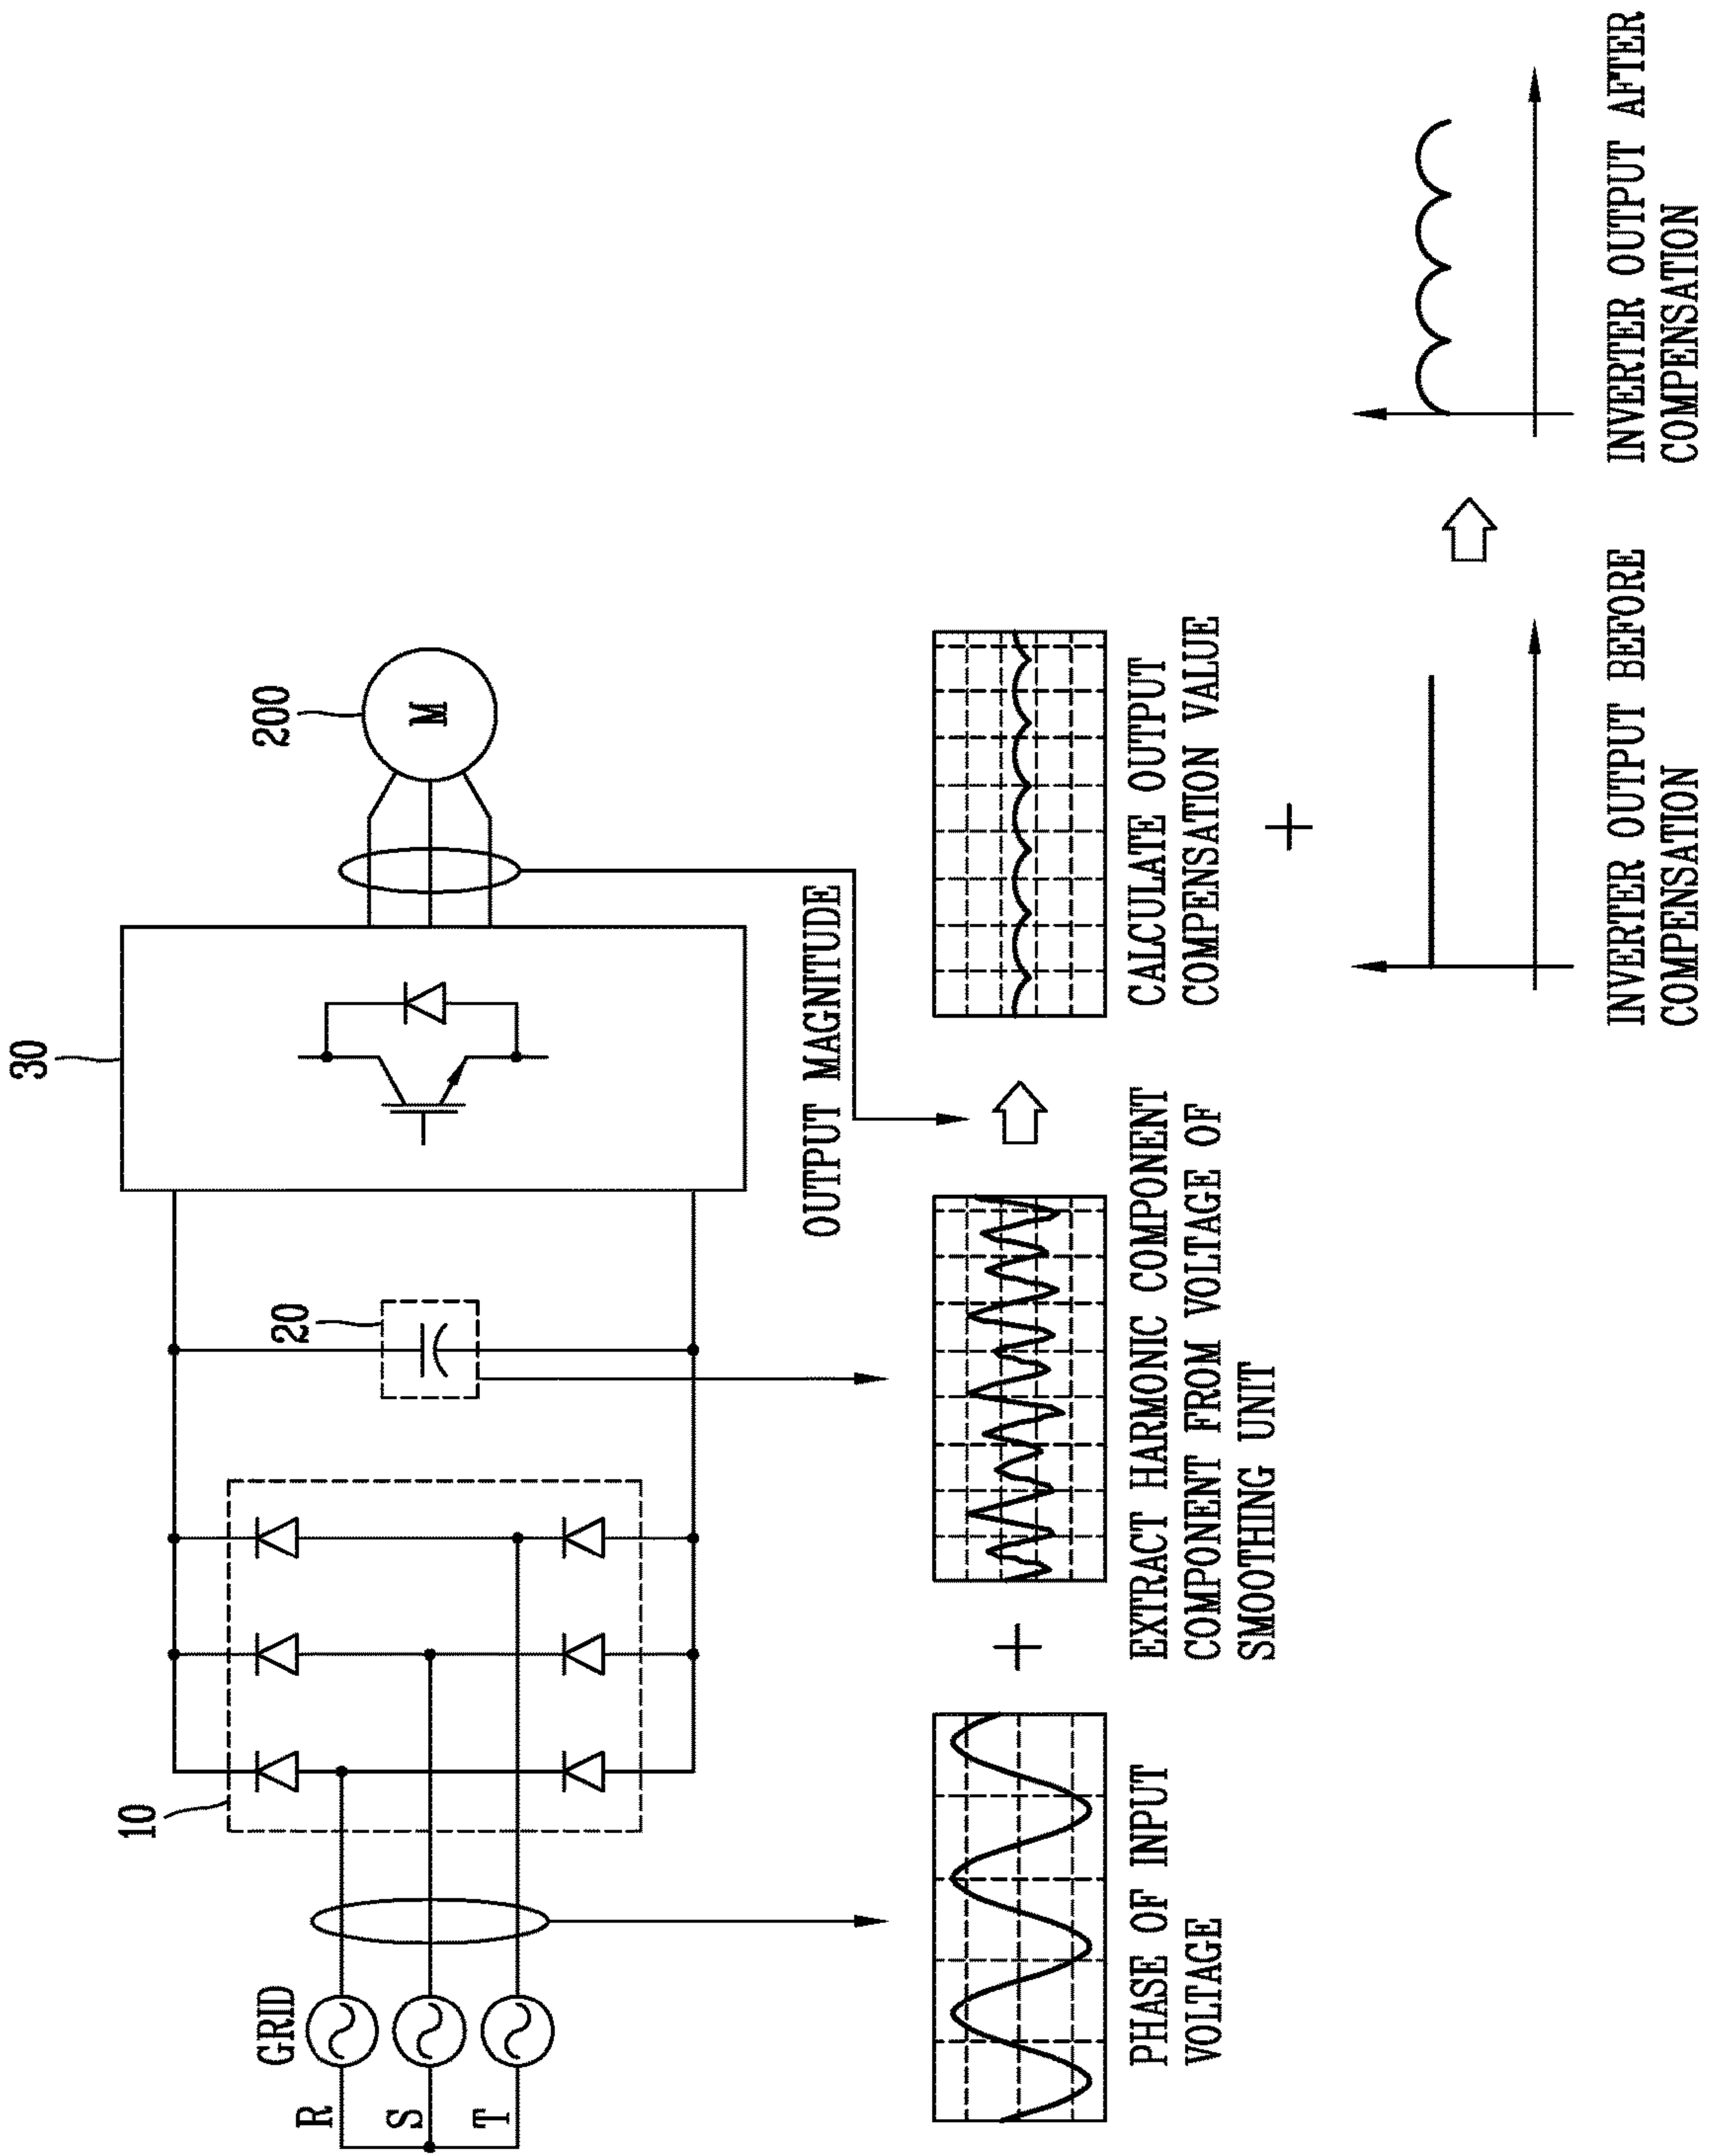 GRID
R
S
T
10
20
30
200
M
OUTPUT MAGNITUDE
PHASE OF INPUT
VOLTAGE
+
EXTRACT HARMONIC COMPONENT
COMPONENT FROM VOLTAGE OF
SMOOTHING UNIT
CALCULATE OUTPUT
COMPENSATION VALUE
+
INVERTER OUTPUT BEFORE
COMPENSATION
INVERTER OUTPUT AFTER
COMPENSATION